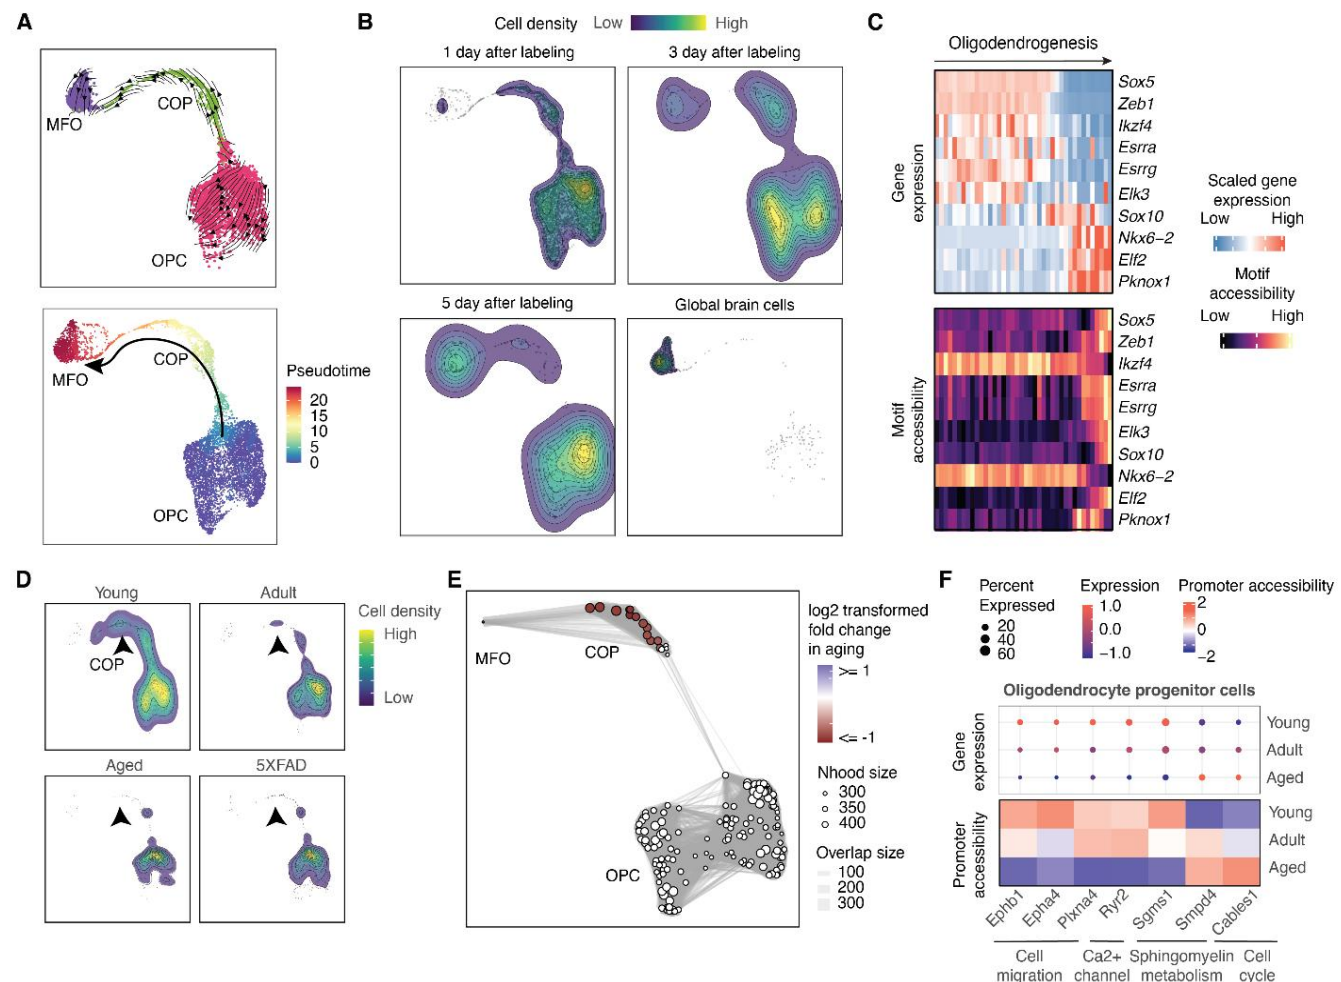 A
MFO
COP
OPC
MFO
COP
OPC
Pseudotime
20
15
10
5
0
B
Cell density Low High
1 day after labeling
3 day after labeling
5 day after labeling
Global brain cells
C
Oligodendrogenesis
Gene
expression
Sox5
Zeb1
Ikzf4
Esrra
Esrrg
Elk3
Sox10
Nkx6−2
Elf2
Pknox1
Motif
accessibility
Sox5
Zeb1
Ikzf4
Esrra
Esrrg
Elk3
Sox10
Nkx6−2
Elf2
Pknox1
Scaled gene
expression
Low High
Motif
accessibility
Low High
D
Young
Adult
COP
Aged
5XFAD
Cell density
High
Low
E
MFO
COP
OPC
log2 transformed
fold change
in aging
>= 1
<= -1
Nhood size
300
350
400
Overlap size
100
200
300
F
Percent
Expressed
20
40
60
Expression
1.0
0.0
−1.0
Promoter accessibility
2
0
−2
Oligodendrocyte progenitor cells
Gene
expression
Young
Adult
Aged
Promoter
accessibility
Young
Adult
Aged
Ephb1
Epha4
Plxna4
Ryr2
Sgms1
Smpd4
Cables1
Cell
migration
Ca2+
channel
Sphingomyelin
metabolism
Cell
cycle